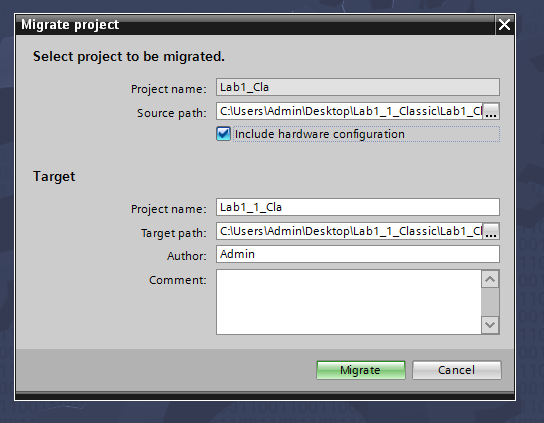 Migrate project
Select project to be migrated.
Project name: Lab1_Cla
Source path: C:\Users\Admin\Desktop\Lab1_1_Classic\Lab1_Cl ...
Include hardware configuration
Target
Project name: Lab1_1_Cla
Target path: C:\Users\Admin\Desktop\Lab1_1_Classic\Lab1_Cl ...
Author: Admin
Comment:
Migrate Cancel